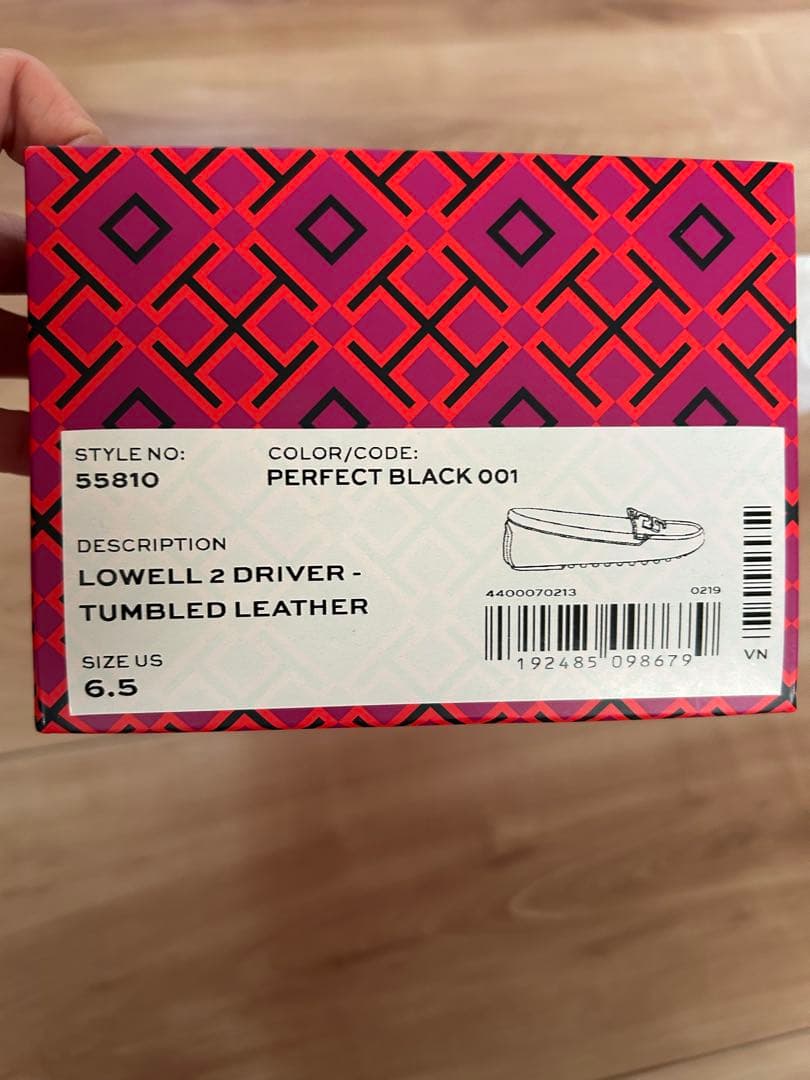 STYLE NO: COLOR/CODE:
55810 PERFECT BLACK 001
DESCRIPTION
LOWELL 2 DRIVER -
TUMBLED LEATHER
SIZE US
6.5
4400070213 0219
192485 098679
VN